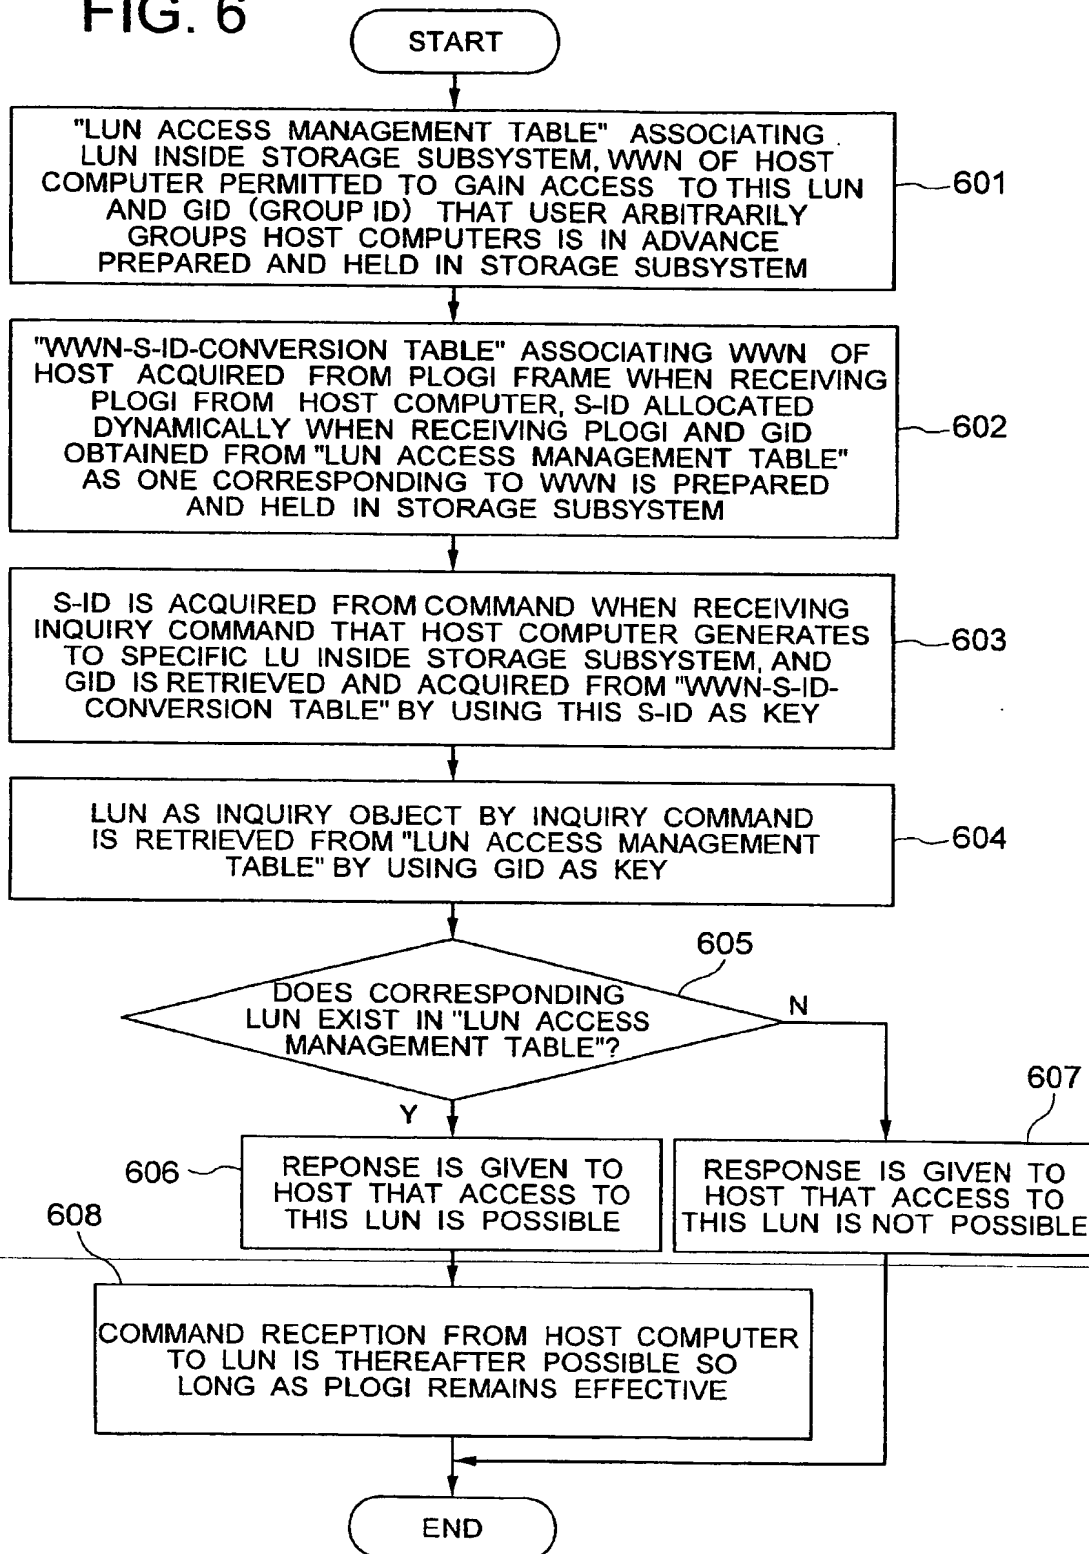 FIG. 6
START
"LUN ACCESS MANAGEMENT TABLE" ASSOCIATING
LUN INSIDE STORAGE SUBSYSTEM, WWN OF HOST
COMPUTER PERMITTED TO GAIN ACCESS TO THIS LUN
AND GID (GROUP ID) THAT USER ARBITRARILY
GROUPS HOST COMPUTERS IS IN ADVANCE
PREPARED AND HELD IN STORAGE SUBSYSTEM
601
"WWN-S-ID-CONVERSION TABLE" ASSOCIATING WWN OF
HOST ACQUIRED FROM PLOGI FRAME WHEN RECEIVING
PLOGI FROM HOST COMPUTER, S-ID ALLOCATED
DYNAMICALLY WHEN RECEIVING PLOGI AND GID
OBTAINED FROM "LUN ACCESS MANAGEMENT TABLE"
AS ONE CORRESPONDING TO WWN IS PREPARED
AND HELD IN STORAGE SUBSYSTEM
602
S-ID IS ACQUIRED FROM COMMAND WHEN RECEIVING
INQUIRY COMMAND THAT HOST COMPUTER GENERATES
TO SPECIFIC LU INSIDE STORAGE SUBSYSTEM, AND
GID IS RETRIEVED AND ACQUIRED FROM "WWN-S-ID-
CONVERSION TABLE" BY USING THIS S-ID AS KEY
603
LUN AS INQUIRY OBJECT BY INQUIRY COMMAND
IS RETRIEVED FROM "LUN ACCESS MANAGEMENT
TABLE" BY USING GID AS KEY
604
605
DOES CORRESPONDING
LUN EXIST IN "LUN ACCESS
MANAGEMENT TABLE"?
N
Y
607
606
REPONSE IS GIVEN TO
HOST THAT ACCESS TO
THIS LUN IS POSSIBLE
RESPONSE IS GIVEN TO
HOST THAT ACCESS TO
THIS LUN IS NOT POSSIBLE
608
COMMAND RECEPTION FROM HOST COMPUTER
TO LUN IS THEREAFTER POSSIBLE SO
LONG AS PLOGI REMAINS EFFECTIVE
END